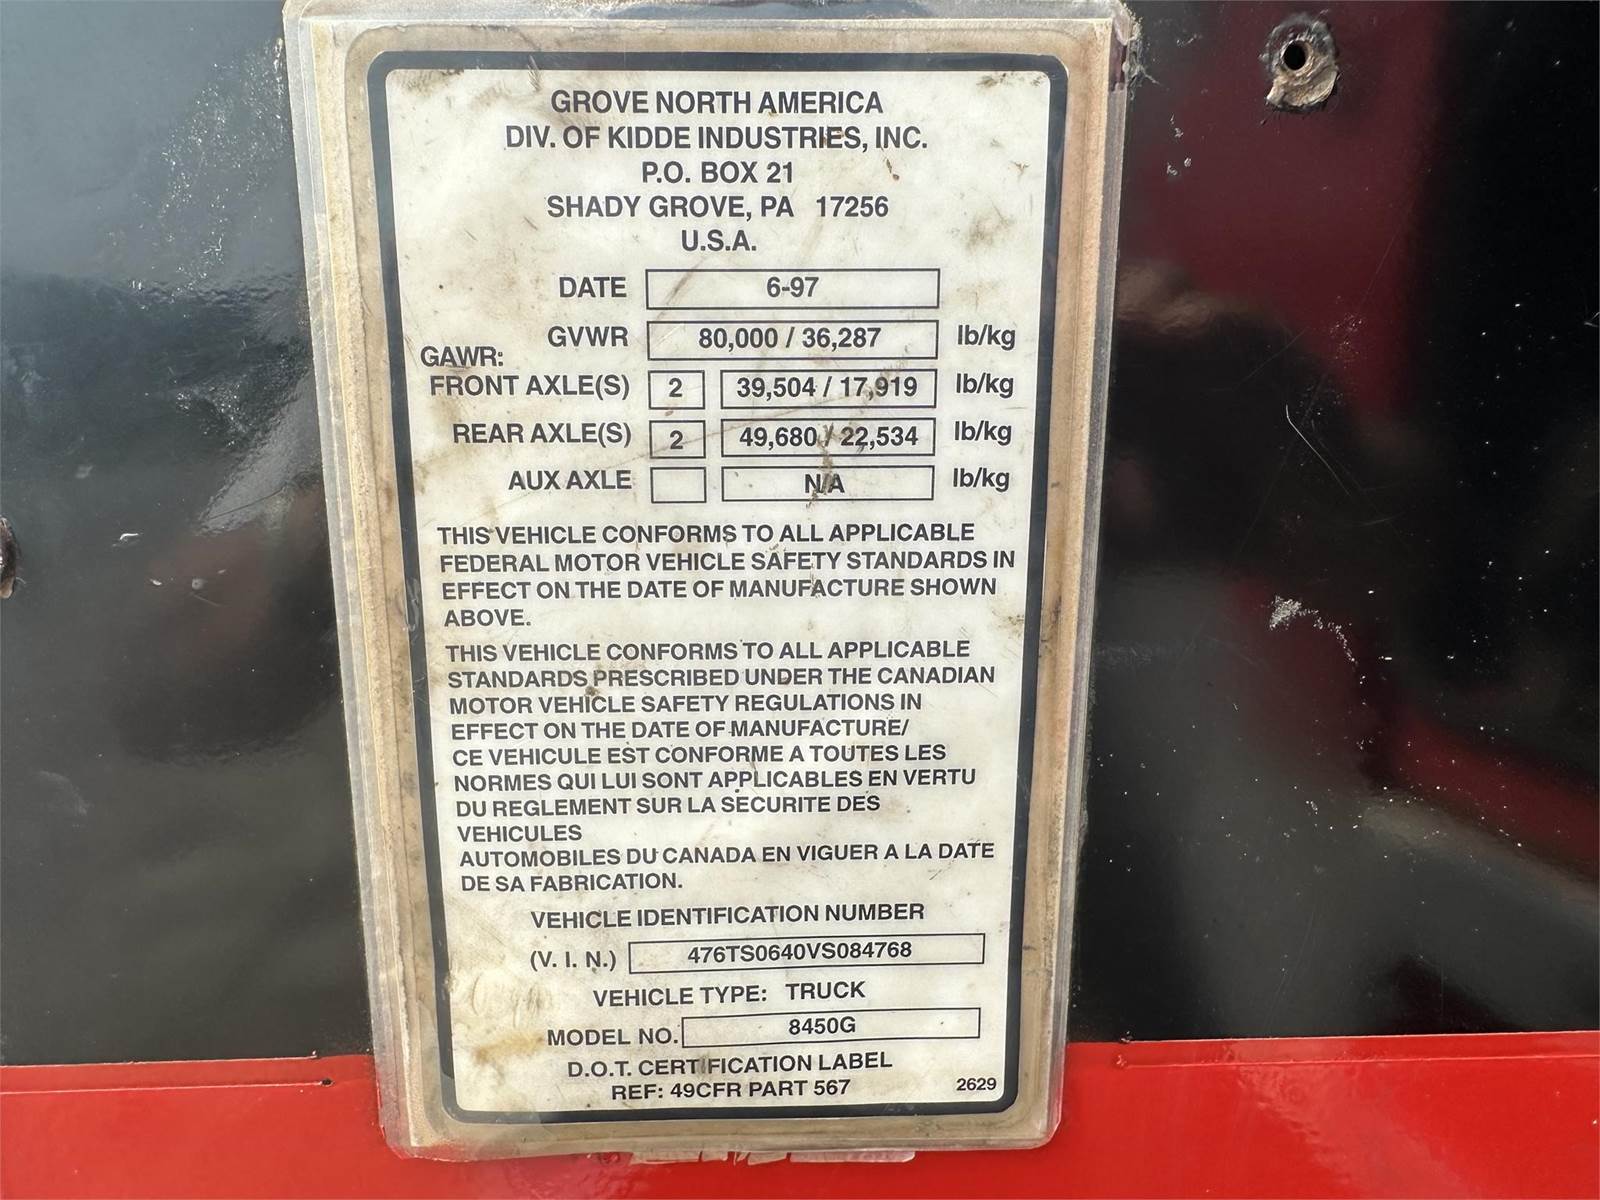 GROVE NORTH AMERICA
DIV. OF KIDDE INDUSTRIES, INC.
P.O. BOX 21
SHADY GROVE, PA 17256
U.S.A.
DATE 6-97
GVWR 80,000 / 36,287 lb/kg
GAWR:
FRONT AXLE(S) 2 39,504 / 17,919 lb/kg
REAR AXLE(S) 2 49,680 / 22,534 lb/kg
AUX AXLE N/A lb/kg
THIS VEHICLE CONFORMS TO ALL APPLICABLE
FEDERAL MOTOR VEHICLE SAFETY STANDARDS IN
EFFECT ON THE DATE OF MANUFACTURE SHOWN
ABOVE.
THIS VEHICLE CONFORMS TO ALL APPLICABLE
STANDARDS PRESCRIBED UNDER THE CANADIAN
MOTOR VEHICLE SAFETY REGULATIONS IN
EFFECT ON THE DATE OF MANUFACTURE/
CE VEHICULE EST CONFORME A TOUTES LES
NORMES QUI LUI SONT APPLICABLES EN VERTU
DU REGLEMENT SUR LA SECURITE DES
VEHICULES
AUTOMOBILES DU CANADA EN VIGUER A LA DATE
DE SA FABRICATION.
VEHICLE IDENTIFICATION NUMBER
(V. I. N.) 476TS0640VS084768
VEHICLE TYPE: TRUCK
MODEL NO. 8450G
D.O.T. CERTIFICATION LABEL
REF: 49CFR PART 567 2629